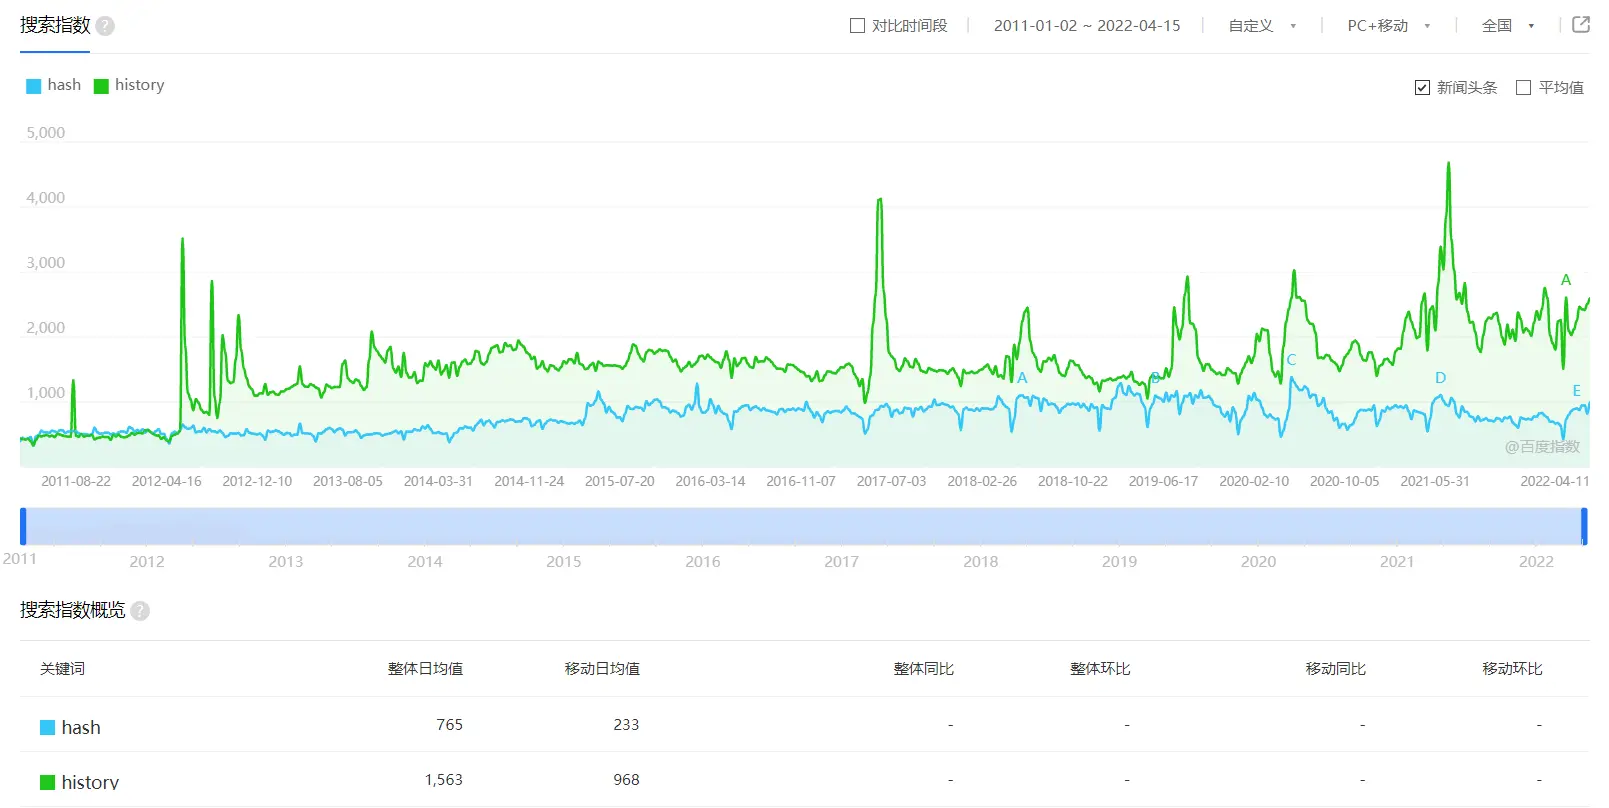 搜索指数 ?
对比时间段 2011-01-02 ~ 2022-04-15 自定义 PC+移动 全国
hash history
新闻头条 平均值
5,000
4,000
3,000
2,000
1,000
A B C D E A
@百度指数
2011-08-22 2012-04-16 2012-12-10 2013-08-05 2014-03-31 2014-11-24 2015-07-20 2016-03-14 2016-11-07 2017-07-03 2018-02-26 2018-10-22 2019-06-17 2020-02-10 2020-10-05 2021-05-31 2022-04-11
2011 2012 2013 2014 2015 2016 2017 2018 2019 2020 2021 2022
搜索指数概览 ?
关键词 整体日均值 移动日均值 整体同比 整体环比 移动同比 移动环比
hash 765 233 - - - -
history 1,563 968 - - - -